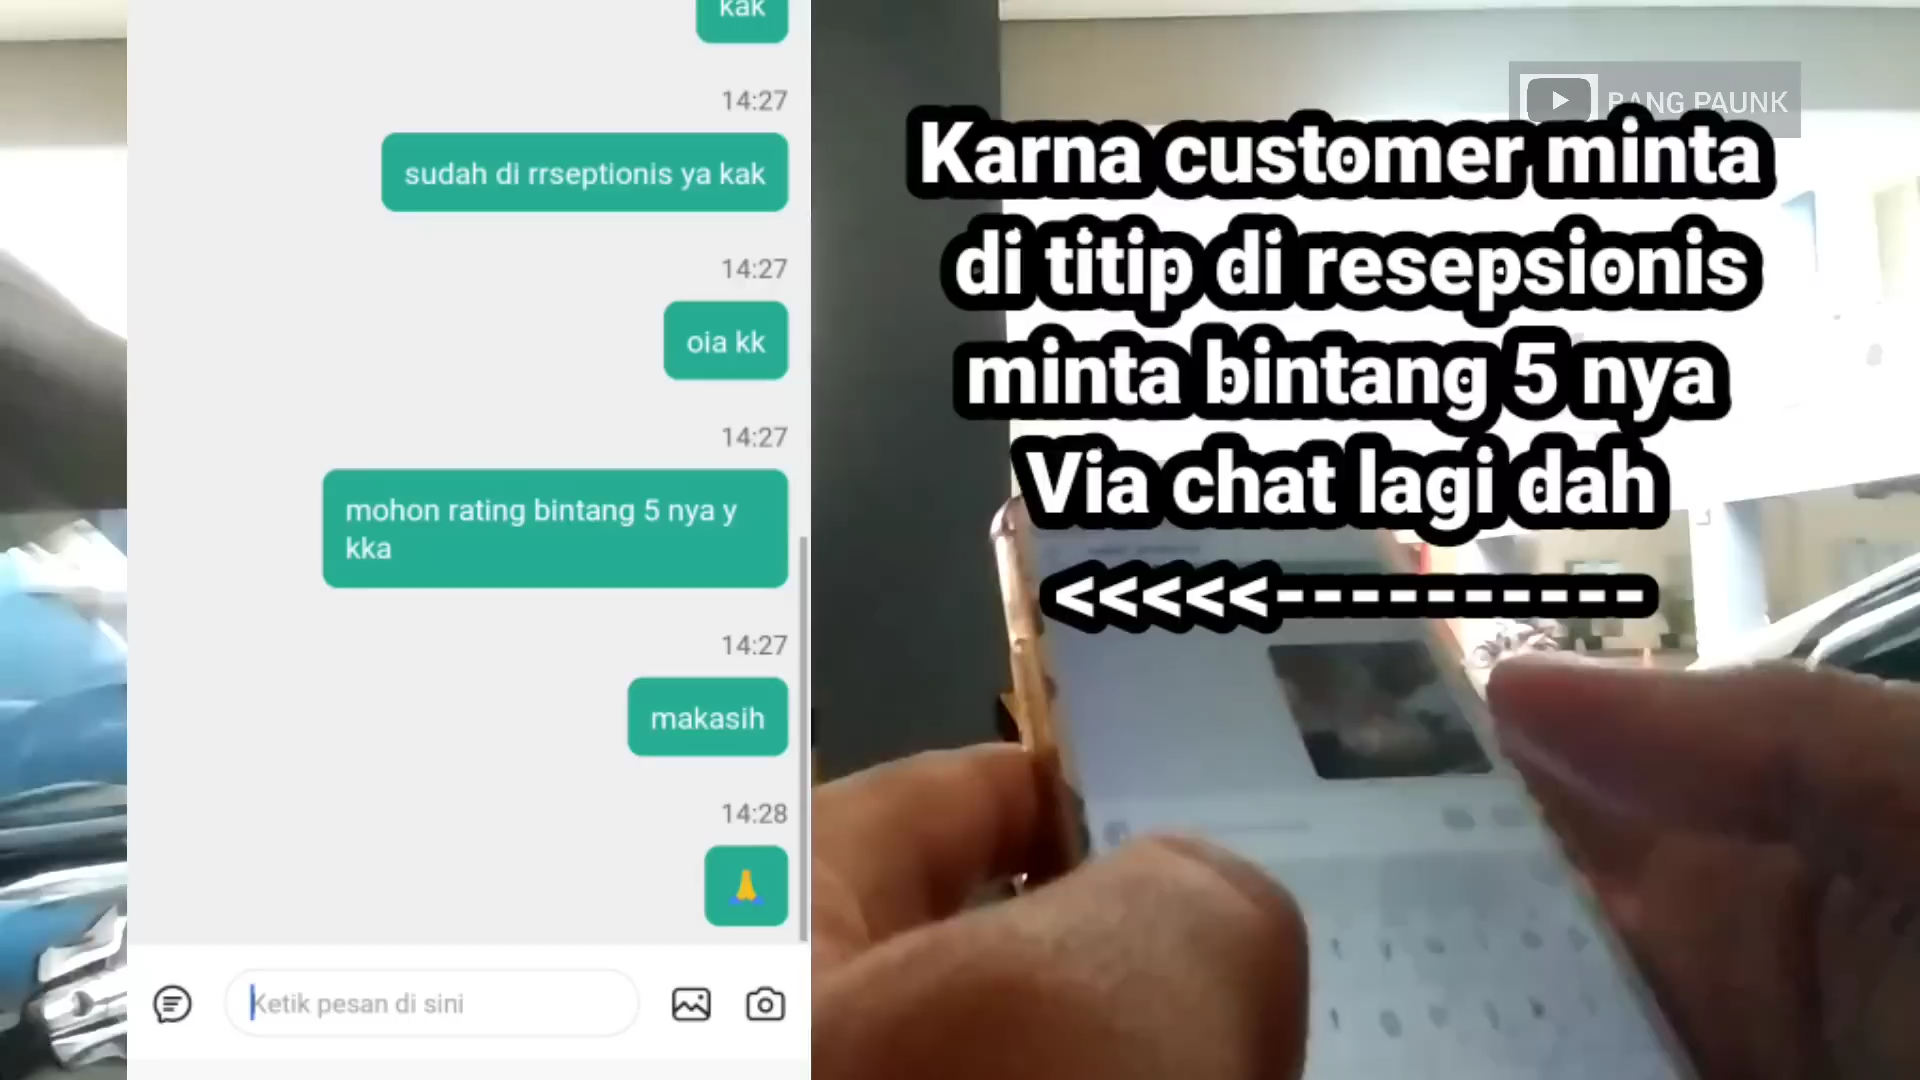 kak
14:27
sudah di rrseptionis ya kak
14:27
oia kk
14:27
mohon rating bintang 5 nya y
kka
14:27
makasih
14:28
🙏
Ketik pesan di sini
BANG PAUNK
Karna customer minta
di titip di resepsionis
minta bintang 5 nya
Via chat lagi dah
<<<<<-----------